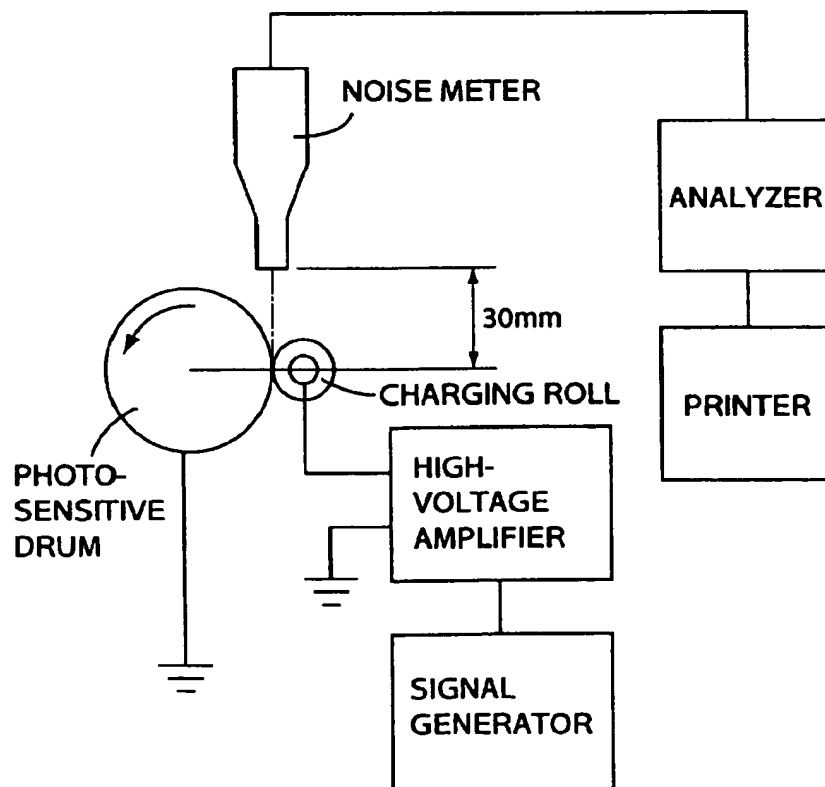 NOISE METER
ANALYZER
30mm
CHARGING ROLL
PRINTER
PHOTO-
SENSITIVE
DRUM
HIGH-
VOLTAGE
AMPLIFIER
SIGNAL
GENERATOR